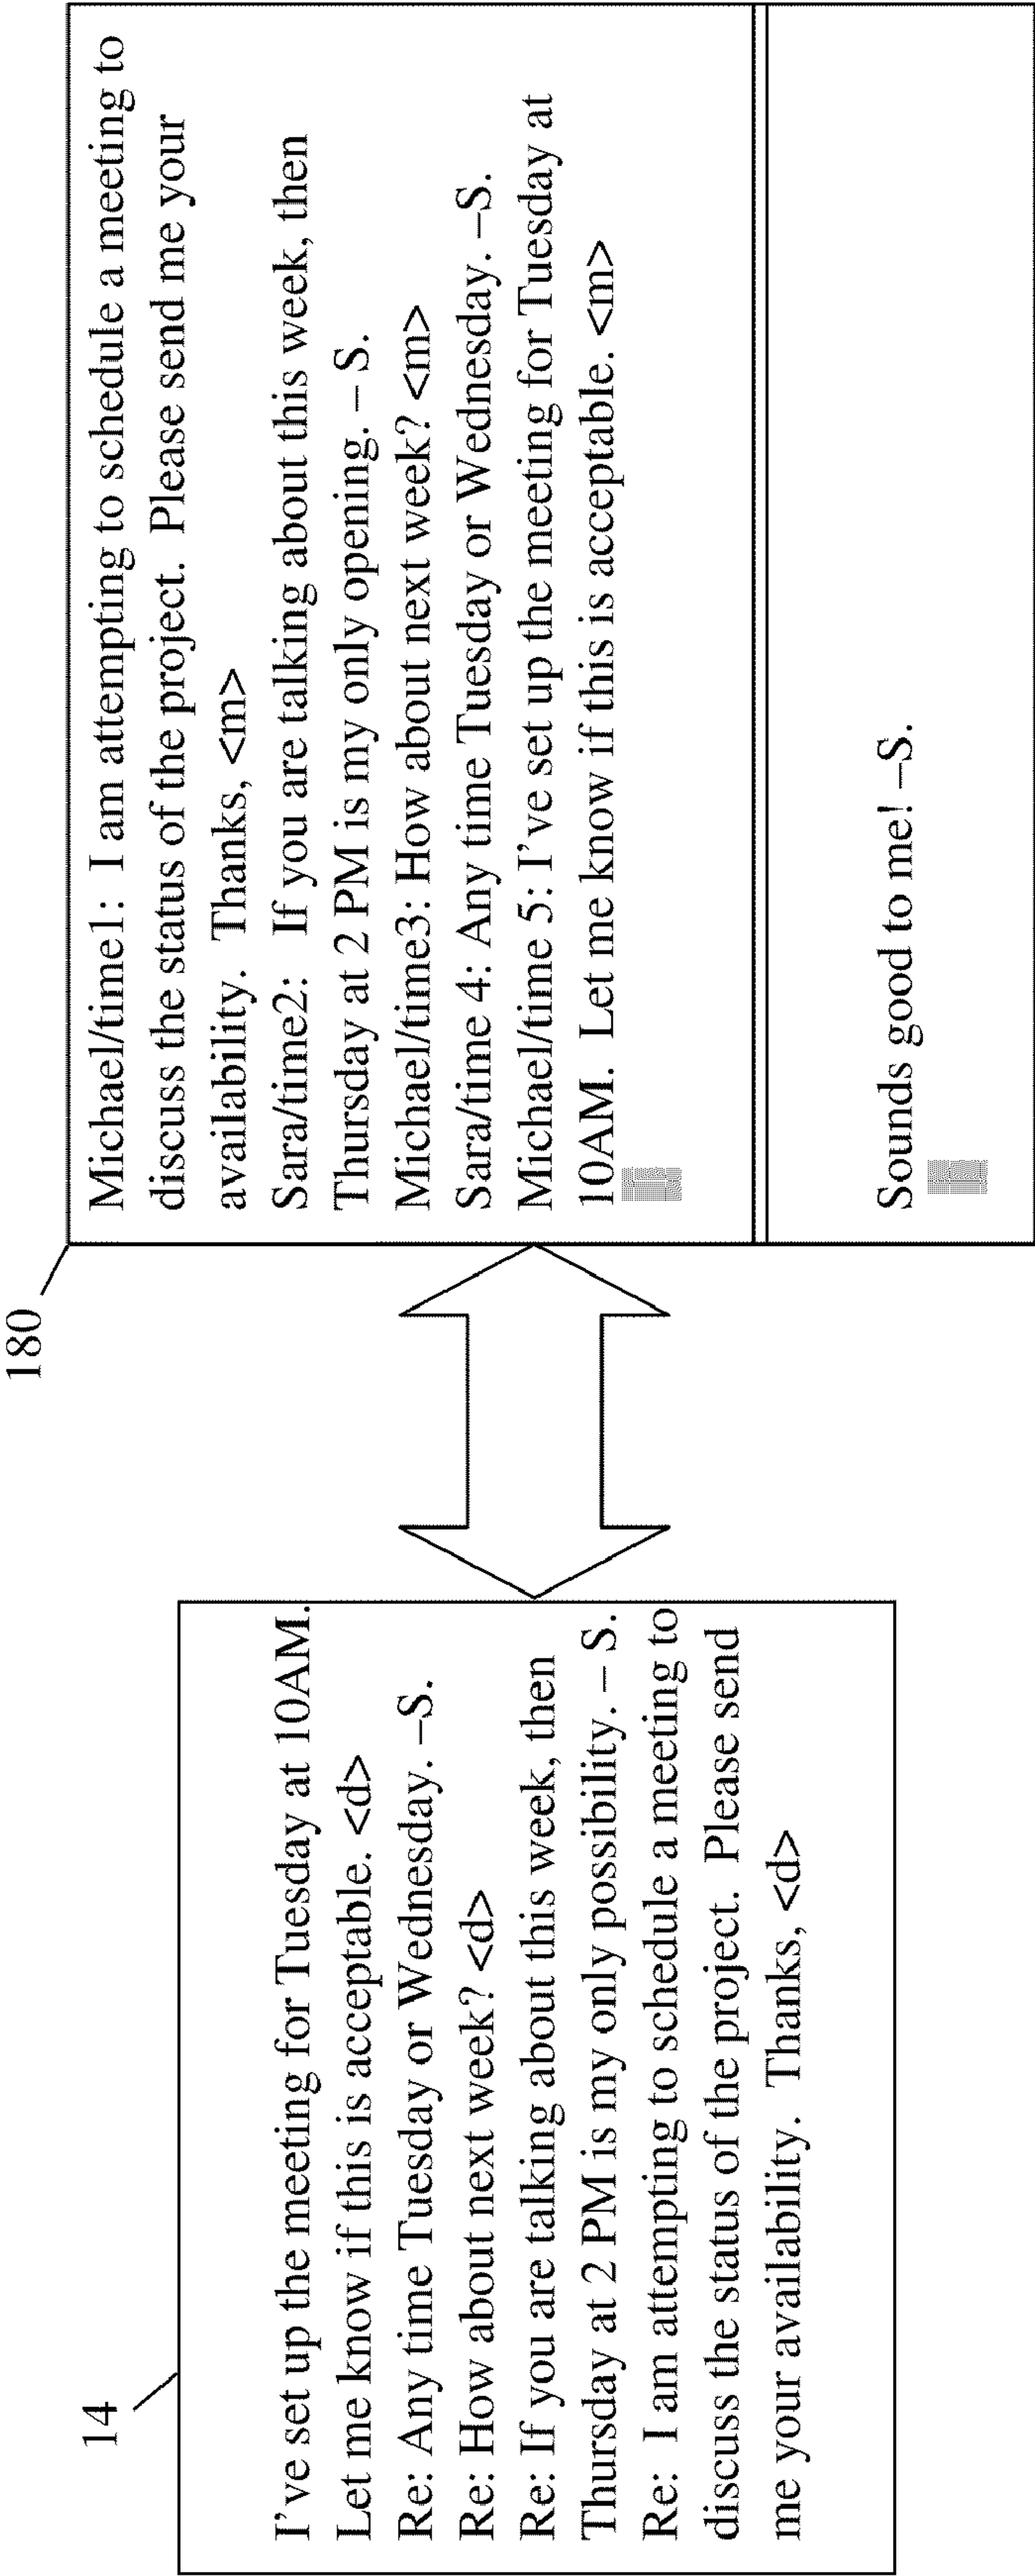 14
I've set up the meeting for Tuesday at 10AM.
Let me know if this is acceptable. <d>
Re: Any time Tuesday or Wednesday. –S.
Re: How about next week? <d>
Re: If you are talking about this week, then
Thursday at 2 PM is my only possibility. – S.
Re:  I am attempting to schedule a meeting to
discuss the status of the project.  Please send
me your availability.  Thanks, <d>
180
Michael/time1:  I am attempting to schedule a meeting to
discuss the status of the project.  Please send me your
availability.  Thanks, <m>
Sara/time2:   If you are talking about this week, then
Thursday at 2 PM is my only opening. – S.
Michael/time3: How about next week? <m>
Sara/time 4: Any time Tuesday or Wednesday. –S.
Michael/time 5: I've set up the meeting for Tuesday at
10AM.  Let me know if this is acceptable. <m>
Sounds good to me! –S.